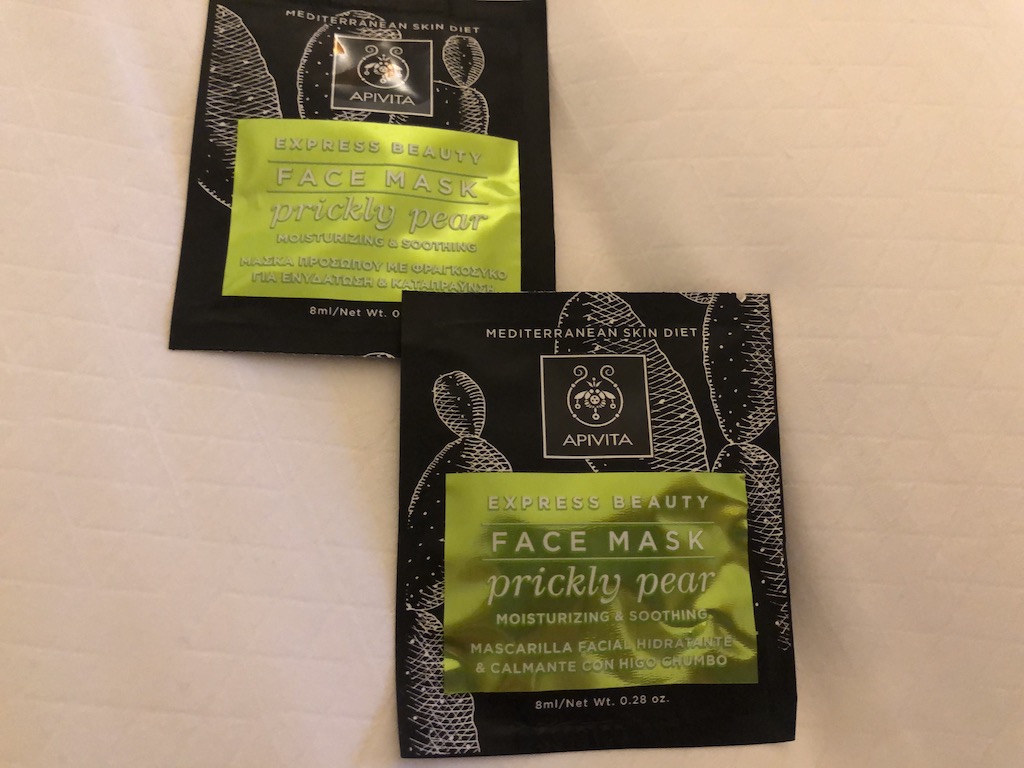 MEDITERRANEAN SKIN DIET
APIVITA
EXPRESS BEAUTY
FACE MASK
prickly pear
MOISTURIZING & SOOTHING
ΜΑΣΚΑ ΠΡΟΣΩΠΟΥ ΜΕ ΦΡΑΓΚΟΣΥΚΟ
ΓΙΑ ΕΝΥΔΑΤΩΣΗ & ΚΑΤΑΠΡΑΫΝΣΗ
8ml/Net Wt. 0
MEDITERRANEAN SKIN DIET
APIVITA
EXPRESS BEAUTY
FACE MASK
prickly pear
MOISTURIZING & SOOTHING
MASCARILLA FACIAL HIDRATANTE
& CALMANTE CON HIGO CHUMBO
8ml/Net Wt. 0.28 oz.